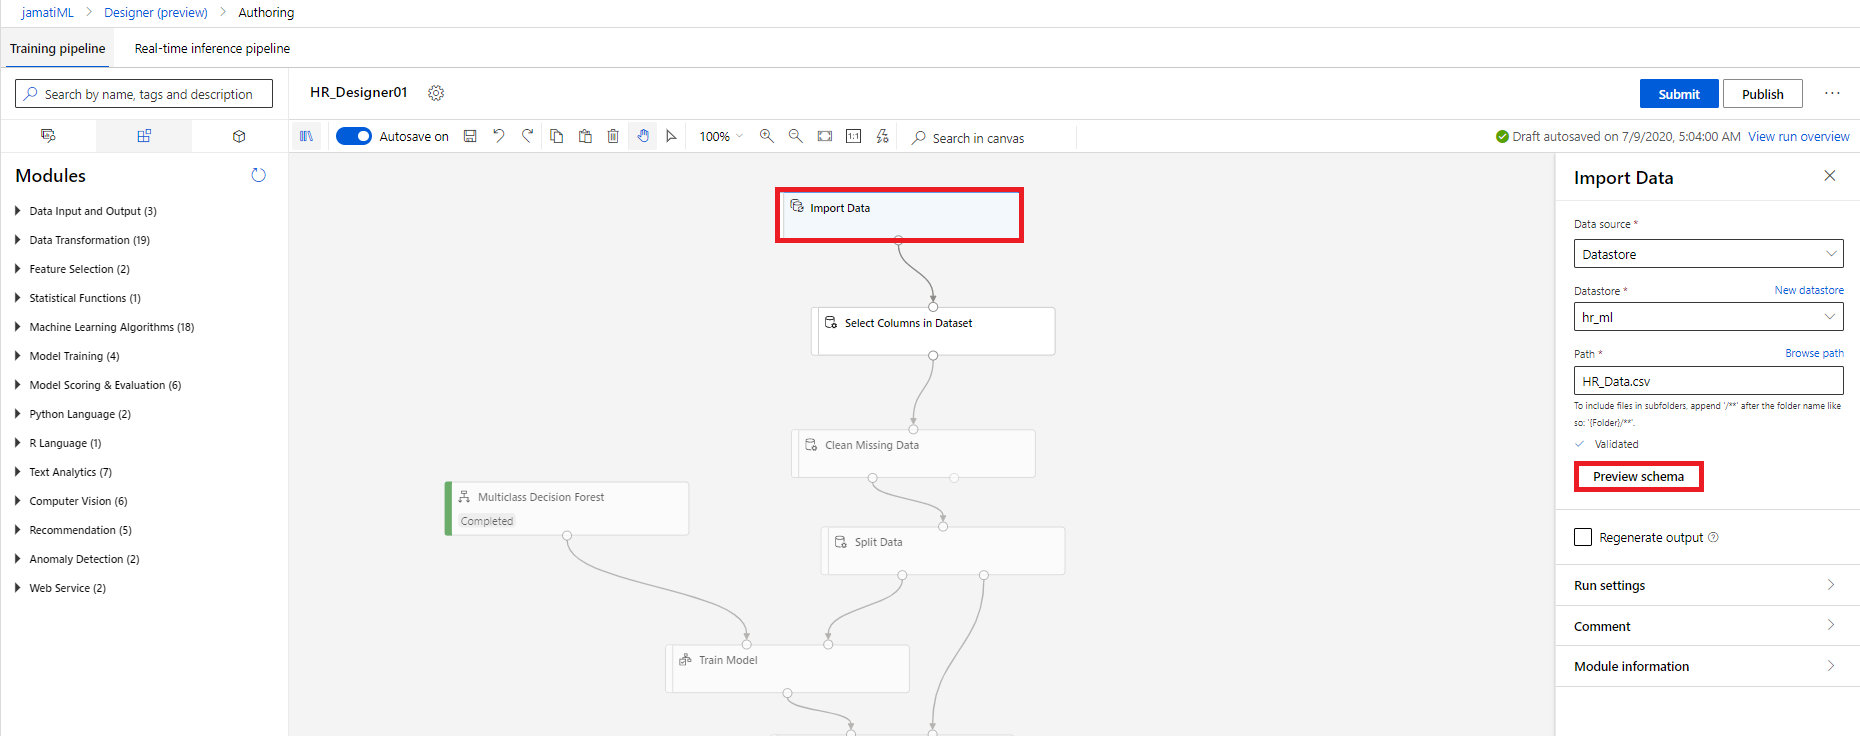 jamatiML > Designer (preview) > Authoring
Training pipeline Real-time inference pipeline
Search by name, tags and description
HR_Designer01
Submit Publish ...
Autosave on 100% 1:1 Search in canvas
Draft autosaved on 7/9/2020, 5:04:00 AM View run overview
Modules
Data Input and Output (3)
Data Transformation (19)
Feature Selection (2)
Statistical Functions (1)
Machine Learning Algorithms (18)
Model Training (4)
Model Scoring & Evaluation (6)
Python Language (2)
R Language (1)
Text Analytics (7)
Computer Vision (6)
Recommendation (5)
Anomaly Detection (2)
Web Service (2)
Import Data
Select Columns in Dataset
Clean Missing Data
Multiclass Decision Forest
Completed
Split Data
Train Model
Import Data
Data source *
Datastore
Datastore * New datastore
hr_ml
Path * Browse path
HR_Data.csv
To include files in subfolders, append '/**' after the folder name like
so: '{Folder}/**'.
Validated
Preview schema
Regenerate output
Run settings
Comment
Module information